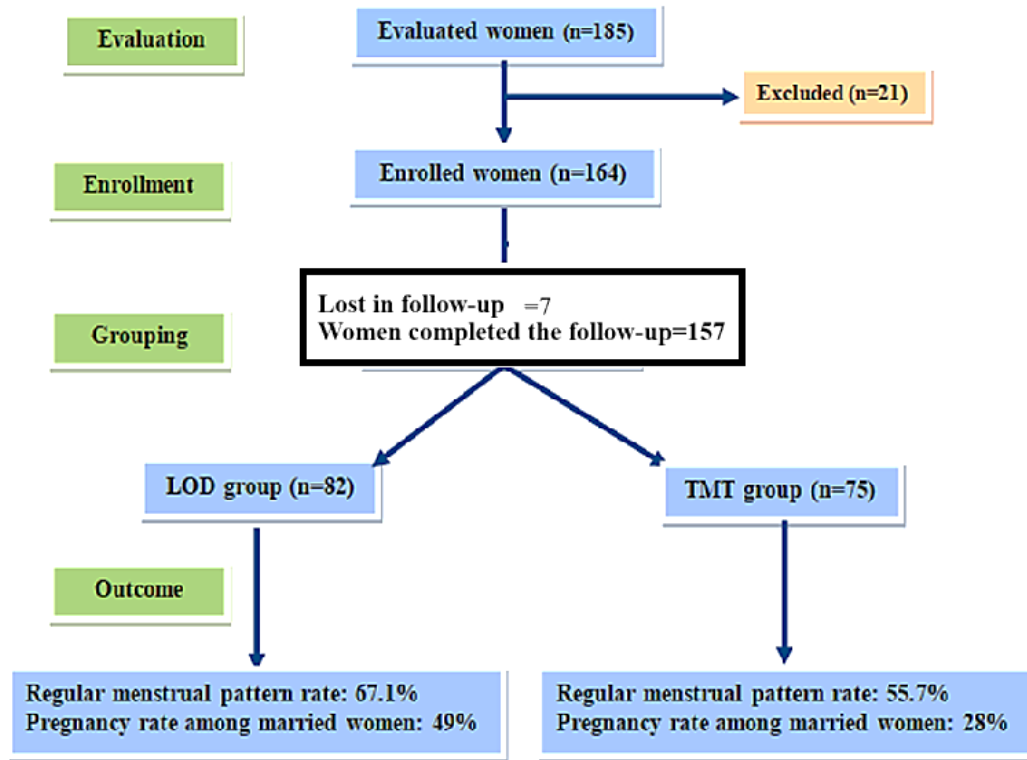 Evaluation
Evaluated women (n=185)
Excluded (n=21)
Enrollment
Enrolled women (n=164)
Grouping
Lost in follow-up =7
Women completed the follow-up=157
LOD group (n=82)
TMT group (n=75)
Outcome
Regular menstrual pattern rate: 67.1%
Pregnancy rate among married women: 49%
Regular menstrual pattern rate: 55.7%
Pregnancy rate among married women: 28%